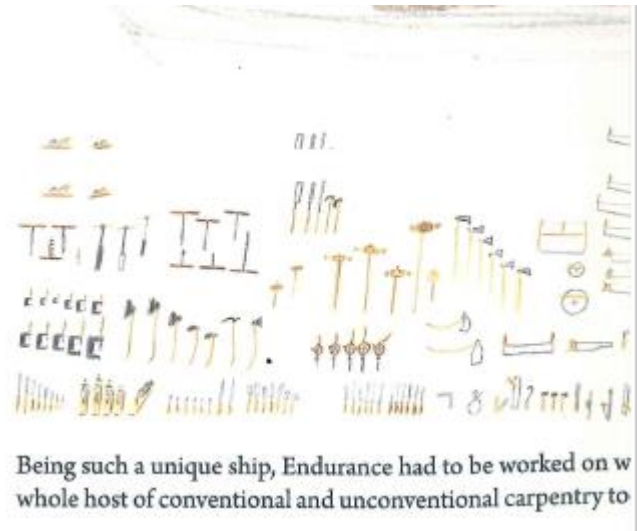 Being such a unique ship, Endurance had to be worked on w
whole host of conventional and unconventional carpentry to